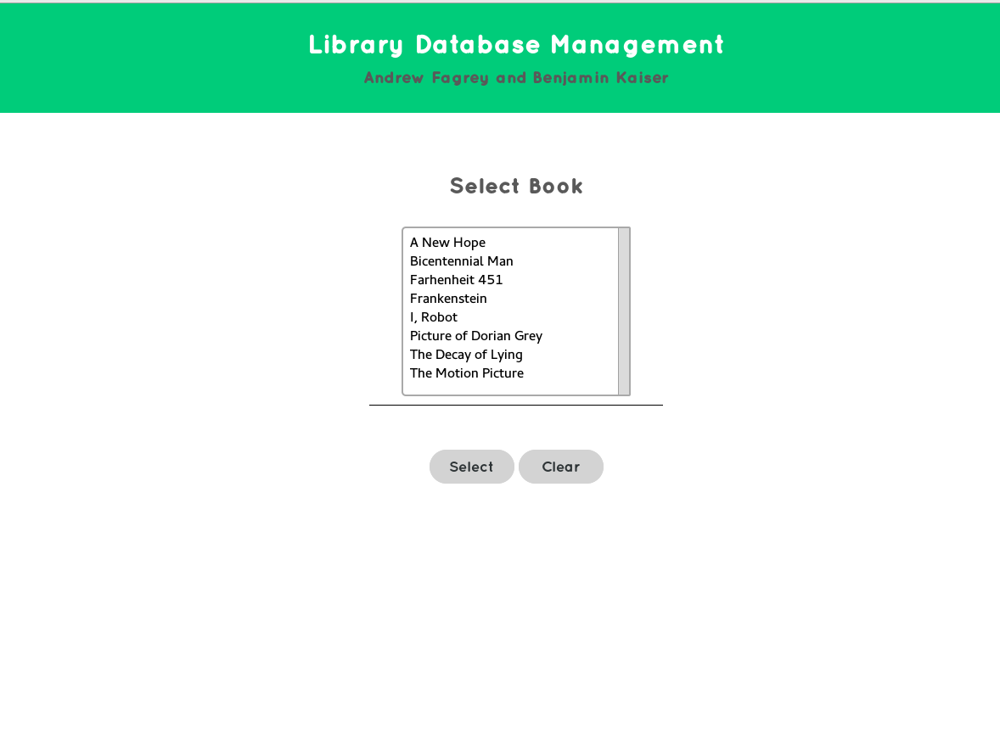 Library Database Management
Andrew Fagrey and Benjamin Kaiser
Select Book
A New Hope
Bicentennial Man
Farhenheit 451
Frankenstein
I, Robot
Picture of Dorian Grey
The Decay of Lying
The Motion Picture
Select Clear